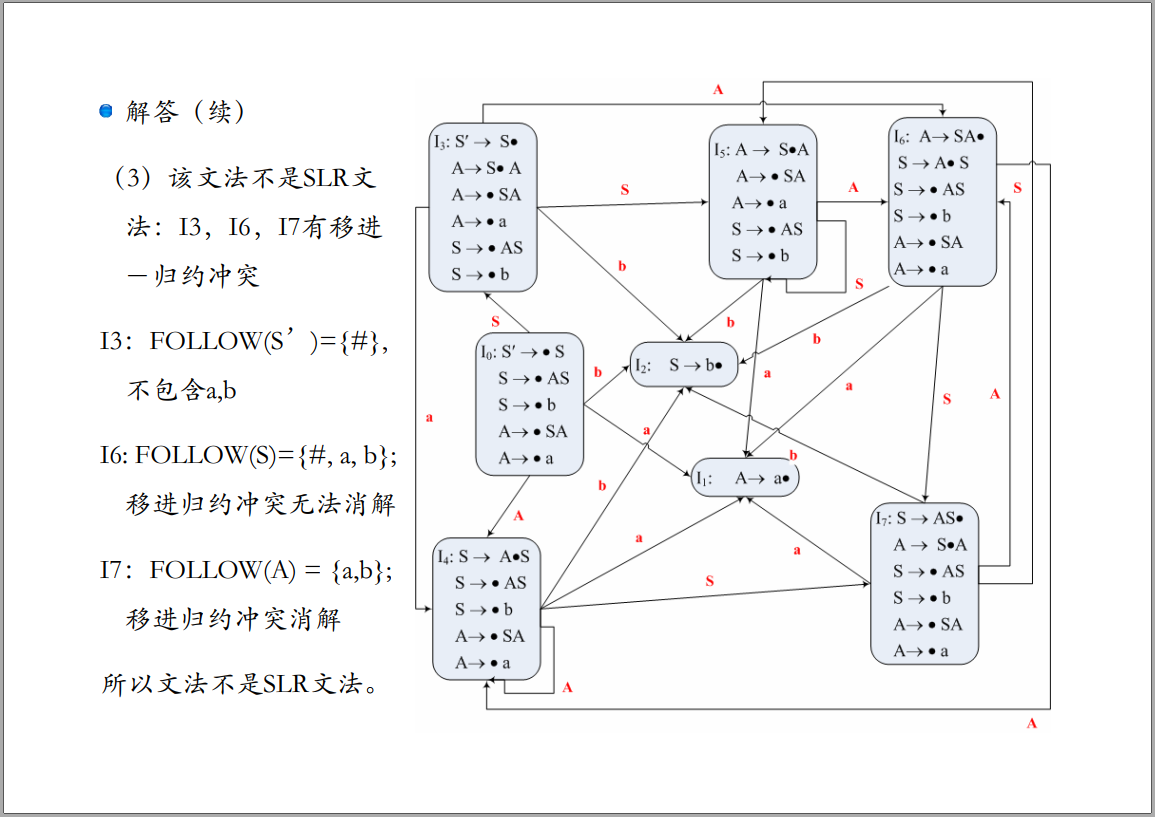 解答（续）
（3）该文法不是SLR文
法：I3，I6，I7有移进
－归约冲突
I3：FOLLOW(S’)={#},
不包含a,b
I6: FOLLOW(S)={#, a, b};
移进归约冲突无法消解
I7：FOLLOW(A) = {a,b};
移进归约冲突消解
所以文法不是SLR文法。
A
I3: S′ → S•
A→ S• A
A→ • SA
A→ • a
S → • AS
S → • b
I5: A → S•A
A→ • SA
A→ • a
S → • AS
S → • b
I6: A→ SA•
S → A• S
S → • AS
S → • b
A→ • SA
A→ • a
S
A
S
b
S
S
b
b
I0: S′ → • S
S → • AS
S → • b
A→ • SA
A→ • a
b
I2: S → b•
a
a
S
A
a
a
b
I1: A→ a•
b
A
a
a
I4: S → A•S
S → • AS
S → • b
A→ • SA
A→ • a
S
I7: S → AS•
A → S•A
S → • AS
S → • b
A→ • SA
A→ • a
A
A